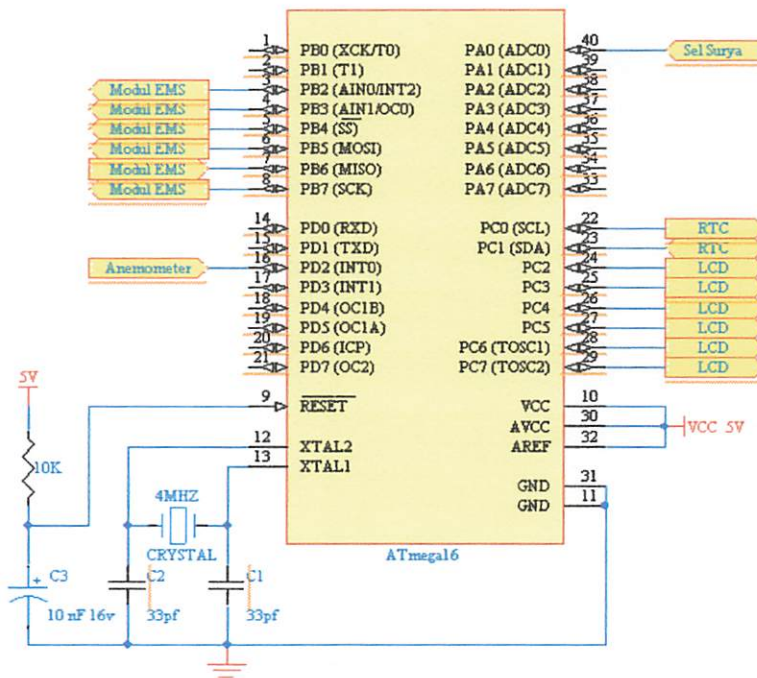 1 PB0 (XCK/T0) PA0 (ADC0) 40 Sel Surya
2 PB1 (T1) PA1 (ADC1) 39
Modul EMS 3 PB2 (AIN0/INT2) PA2 (ADC2) 38
Modul EMS 4 PB3 (AIN1/OC0) PA3 (ADC3) 37
Modul EMS 5 PB4 (SS) PA4 (ADC4) 36
Modul EMS 6 PB5 (MOSI) PA5 (ADC5) 35
Modul EMS 7 PB6 (MISO) PA6 (ADC6) 34
Modul EMS 8 PB7 (SCK) PA7 (ADC7) 33
14 PD0 (RXD) PC0 (SCL) 22 RTC
15 PD1 (TXD) PC1 (SDA) 23 RTC
Anemometer 16 PD2 (INT0) PC2 24 LCD
17 PD3 (INT1) PC3 25 LCD
18 PD4 (OC1B) PC4 26 LCD
19 PD5 (OC1A) PC5 27 LCD
20 PD6 (ICP) PC6 (TOSC1) 28 LCD
21 PD7 (OC2) PC7 (TOSC2) 29 LCD
5V
9 RESET VCC 10
AVCC 30 VCC 5V
12 XTAL2 AREF 32
13 XTAL1
10K
4MHZ GND 31
GND 11
CRYSTAL ATmega16
C3 C2 C1
+
10 nF 16v 33pf 33pf